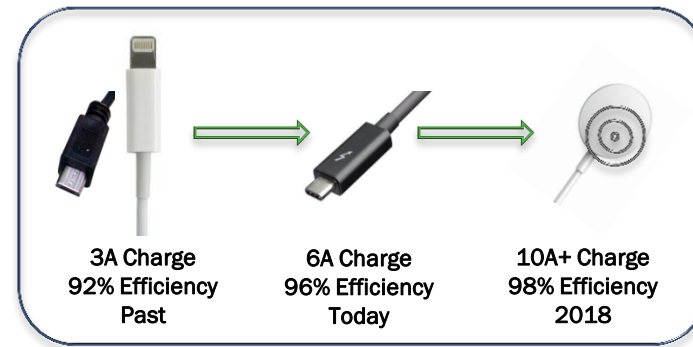 3A Charge
92% Efficiency
Past
6A Charge
96% Efficiency
Today
10A+ Charge
98% Efficiency
2018